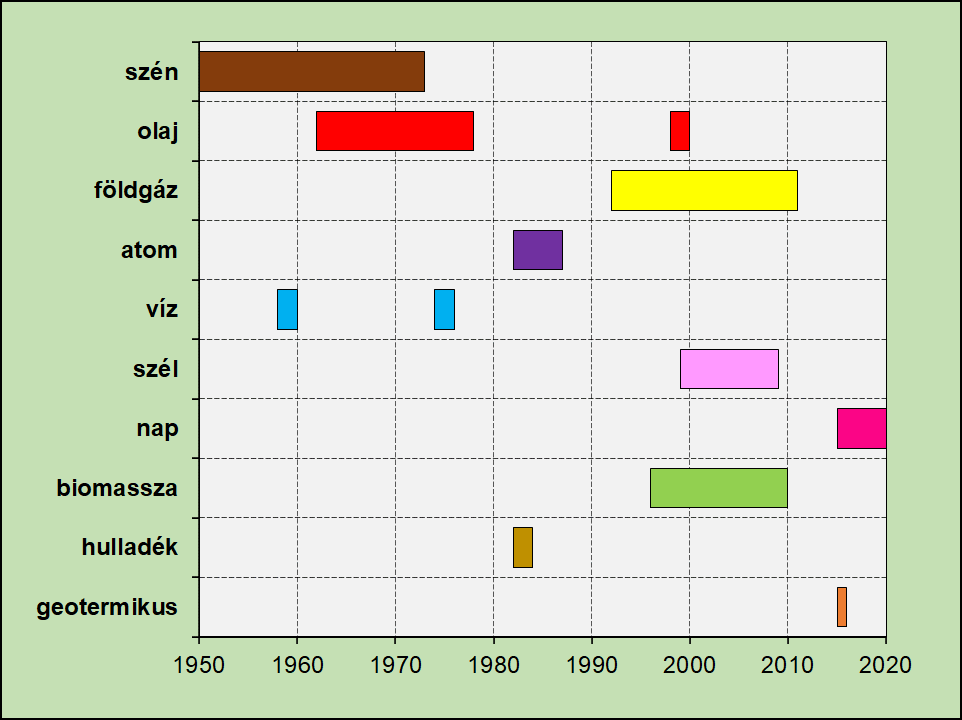 szén
olaj
földgáz
atom
víz
szél
nap
biomassza
hulladék
geotermikus
1950 1960 1970 1980 1990 2000 2010 2020